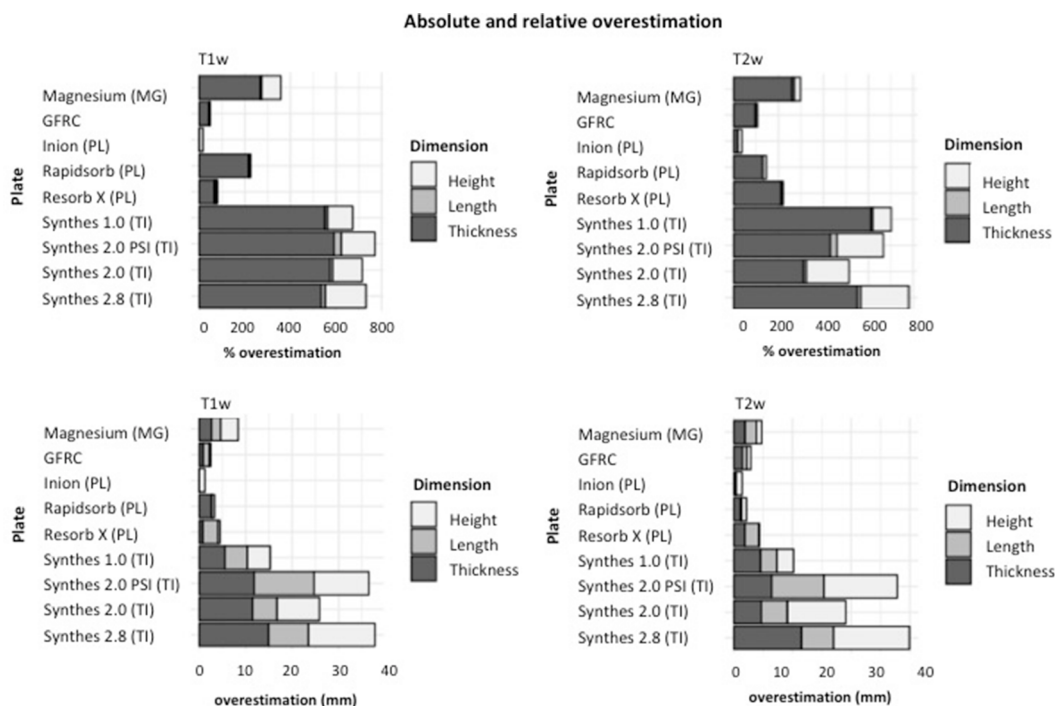 Absolute and relative overestimation
T1w
Plate
Magnesium (MG)
GFRC
Inion (PL)
Rapidsorb (PL)
Resorb X (PL)
Synthes 1.0 (TI)
Synthes 2.0 PSI (TI)
Synthes 2.0 (TI)
Synthes 2.8 (TI)
0 200 400 600 800
% overestimation
Dimension
Height
Length
Thickness
T2w
Plate
Magnesium (MG)
GFRC
Inion (PL)
Rapidsorb (PL)
Resorb X (PL)
Synthes 1.0 (TI)
Synthes 2.0 PSI (TI)
Synthes 2.0 (TI)
Synthes 2.8 (TI)
0 200 400 600 800
% overestimation
Dimension
Height
Length
Thickness
T1w
Plate
Magnesium (MG)
GFRC
Inion (PL)
Rapidsorb (PL)
Resorb X (PL)
Synthes 1.0 (TI)
Synthes 2.0 PSI (TI)
Synthes 2.0 (TI)
Synthes 2.8 (TI)
0 10 20 30 40
overestimation (mm)
Dimension
Height
Length
Thickness
T2w
Plate
Magnesium (MG)
GFRC
Inion (PL)
Rapidsorb (PL)
Resorb X (PL)
Synthes 1.0 (TI)
Synthes 2.0 PSI (TI)
Synthes 2.0 (TI)
Synthes 2.8 (TI)
0 10 20 30 40
overestimation (mm)
Dimension
Height
Length
Thickness